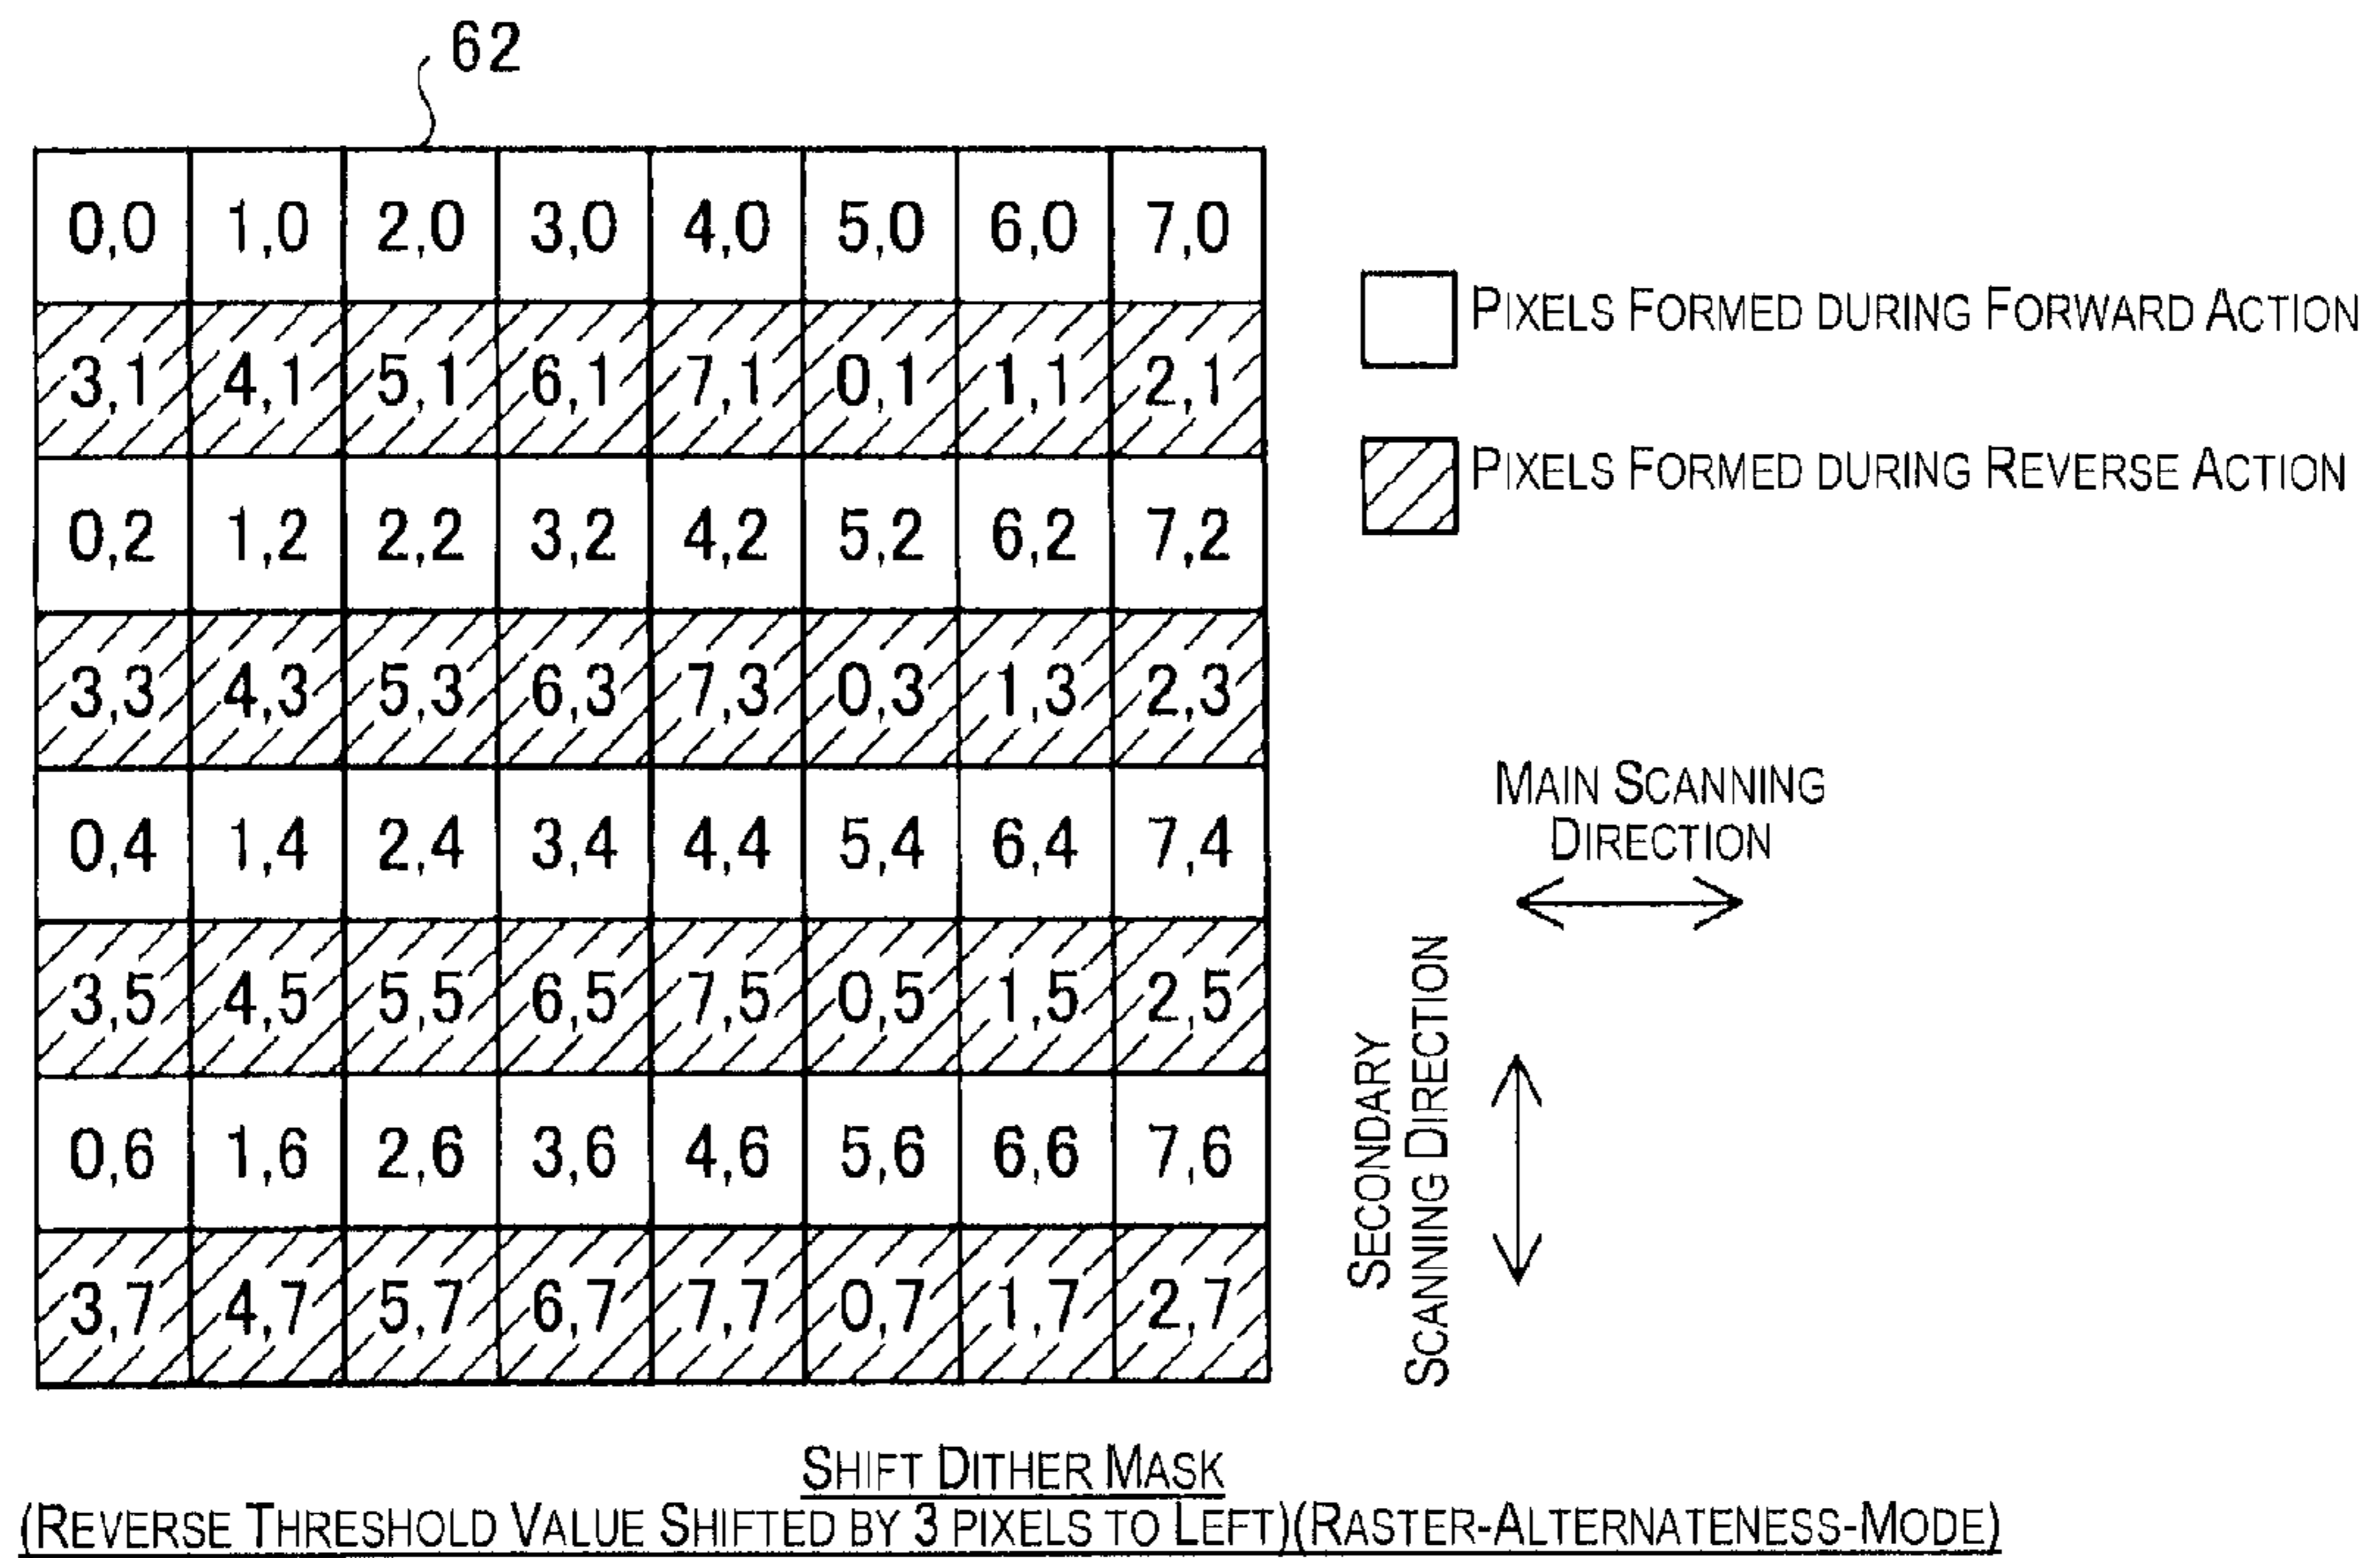 62
0,0 1,0 2,0 3,0 4,0 5,0 6,0 7,0
3,1 4,1 5,1 6,1 7,1 0,1 1,1 2,1
0,2 1,2 2,2 3,2 4,2 5,2 6,2 7,2
3,3 4,3 5,3 6,3 7,3 0,3 1,3 2,3
0,4 1,4 2,4 3,4 4,4 5,4 6,4 7,4
3,5 4,5 5,5 6,5 7,5 0,5 1,5 2,5
0,6 1,6 2,6 3,6 4,6 5,6 6,6 7,6
3,7 4,7 5,7 6,7 7,7 0,7 1,7 2,7
PIXELS FORMED DURING FORWARD ACTION
PIXELS FORMED DURING REVERSE ACTION
MAIN SCANNING
DIRECTION
SECONDARY
SCANNING DIRECTION
SHIFT DITHER MASK
(REVERSE THRESHOLD VALUE SHIFTED BY 3 PIXELS TO LEFT)(RASTER-ALTERNATENESS-MODE)